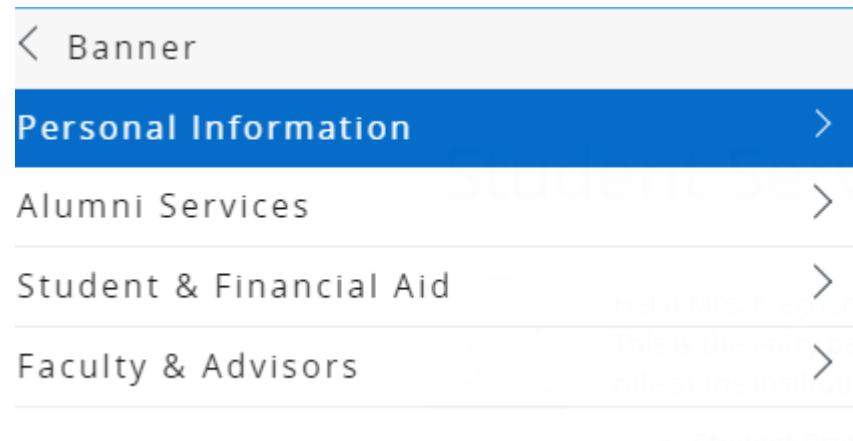 Banner
Personal Information
Alumni Services
Student & Financial Aid
Faculty & Advisors